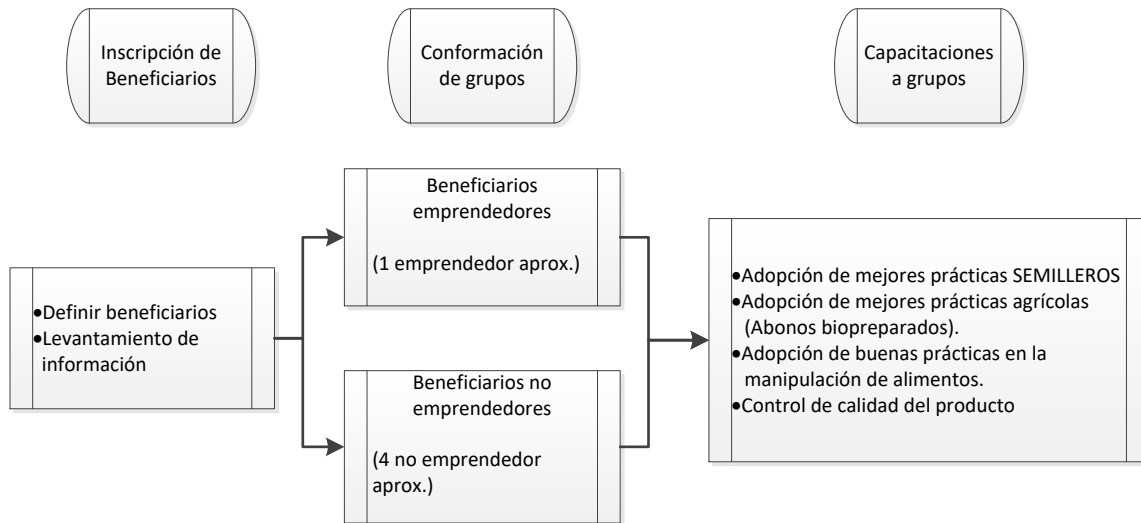 Inscripción de
Beneficiarios
Conformación
de grupos
Capacitaciones
a grupos
•Definir beneficiarios
•Levantamiento de
información
Beneficiarios
emprendedores
(1 emprendedor aprox.)
Beneficiarios no
emprendedores
(4 no emprendedor
aprox.)
•Adopción de mejores prácticas SEMILLEROS
•Adopción de mejores prácticas agrícolas
(Abonos biopreparados).
•Adopción de buenas prácticas en la
manipulación de alimentos.
•Control de calidad del producto